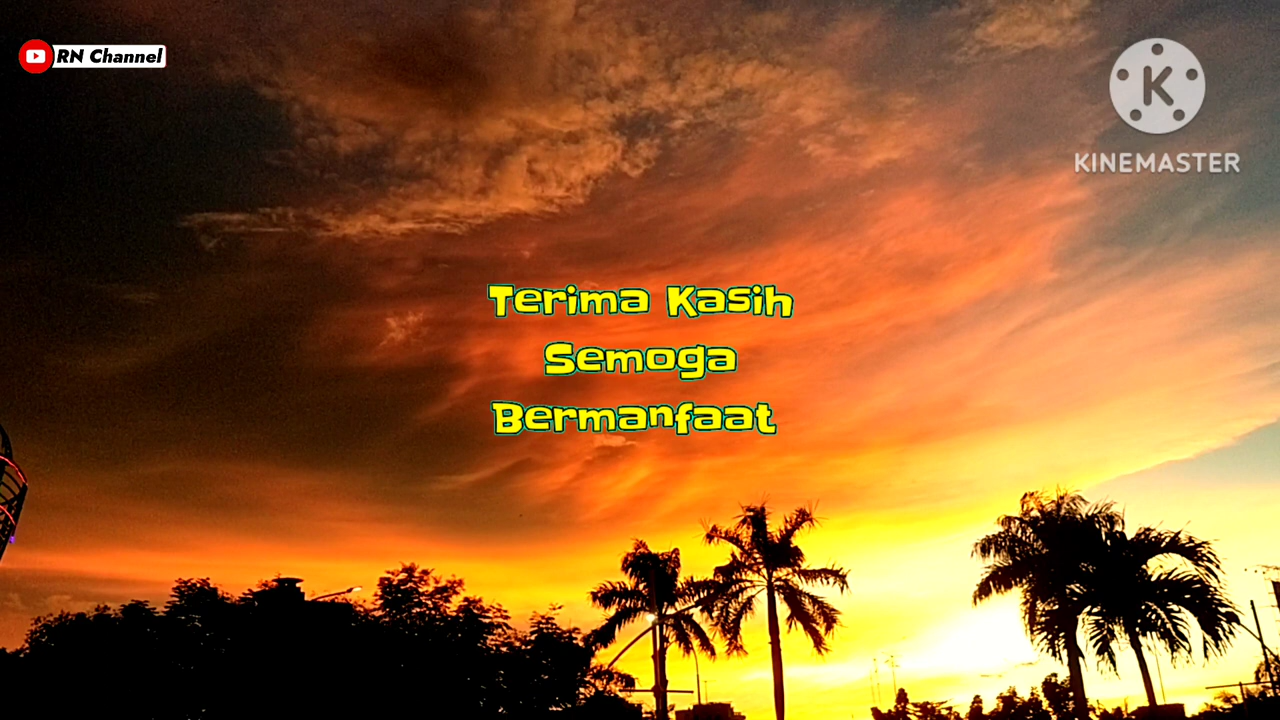 RN Channel
K
KINEMASTER
Terima Kasih
Semoga
Bermanfaat